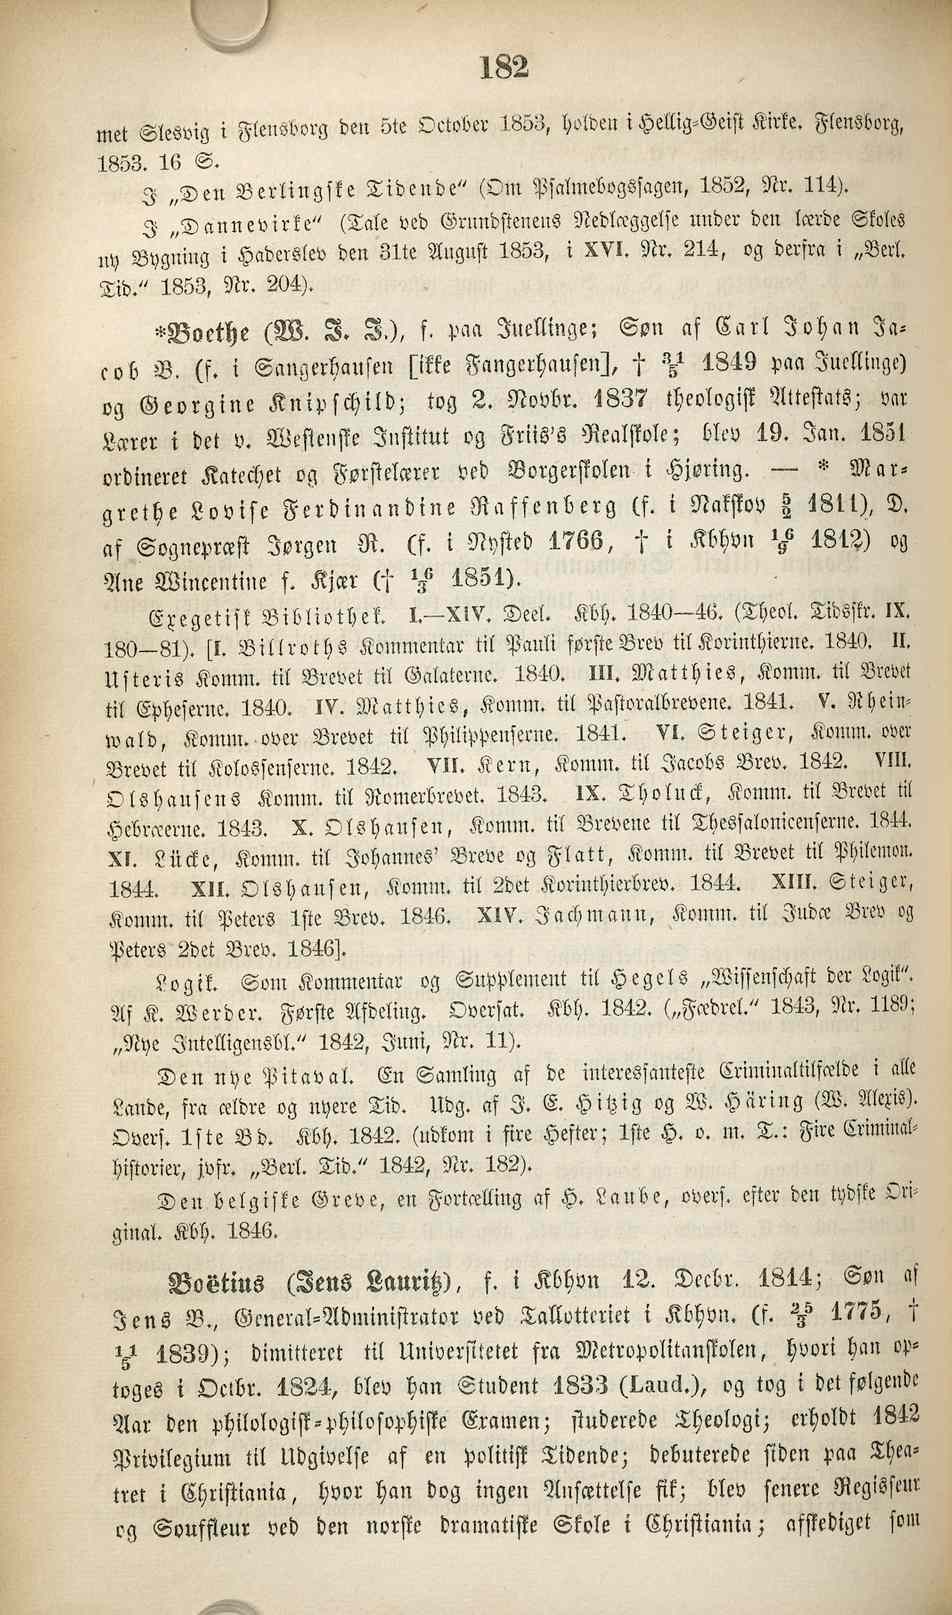 182
met Slesvig i Flensborg den 5te October 1853, holden i Hellig-Geist Kirke. Flensborg,
1853. 16 S.
I „Den Berlingske Tidende“ (Om Psalmebogssagen, 1852, Nr. 114).
I „Dannevirke“ (Tale ved Grundstenens Nedlæggelse under den lærde Skoles
ny Bygning i Haderslev den 31te August 1853, i XVI. Nr. 214, og derfra i „Berl.
Tid.“ 1853, Nr. 204).
*Boethe (W. J. J.), f. paa Juellinge; Søn af Carl Johan Ja-
cob B. (f. i Sangerhausen [ikke Fangerhausen], † 31/5 1849 paa Juellinge)
og Georgine Knipschild; tog 2. Novbr. 1837 theologisk Attestats; var
Lærer i det v. Westenske Institut og Friis's Realskole; blev 19. Jan. 1851
ordineret Katechet og Førstelærer ved Borgerskolen i Hjøring. — * Mar-
grethe Lovise Ferdinandine Raffenberg (f. i Nakskov 5/2 1811), D.
af Sognepræst Jørgen R. (f. i Nysted 1766, † i Kbhvn 16/9 1812) og
Ane Wincentine f. Kjær († 16/3 1851).
Exegetisk Bibliothek. I.—XIV. Deel. Kbh. 1840—46. (Theol. Tidsskr. IX.
180—81). [I. Billroths Kommentar til Pauli første Brev til Korinthierne. 1840. II.
Usteris Komm. til Brevet til Galaterne. 1840. III. Matthies, Komm. til Brevet
til Epheserne. 1840. IV. Matthies, Komm. til Pastoralbrevene. 1841. V. Rhein-
wald, Komm. over Brevet til Philippenserne. 1841. VI. Steiger, Komm. over
Brevet til Kolossenserne. 1842. VII. Kern, Komm. til Jacobs Brev. 1842. VIII.
Olshausens Komm. til Romerbrevet. 1843. IX. Tholuck, Komm. til Brevet til
Hebræerne. 1843. X. Olshausen, Komm. til Brevene til Thessalonicenserne. 1844.
XI. Lücke, Komm. til Johannes' Breve og Flatt, Komm. til Brevet til Philemon.
1844. XII. Olshausen, Komm. til 2det Korinthierbrev. 1844. XIII. Steiger,
Komm. til Peters 1ste Brev. 1846. XIV. Jachmann, Komm. til Judæ Brev og
Peters 2det Brev. 1846].
Logik. Som Kommentar og Supplement til Hegels „Wissenschaft der Logik“.
Af K. Werder. Første Afdeling. Oversat. Kbh. 1842. („Fædrel.“ 1843, Nr. 1189;
„Nye Intelligensbl.“ 1842, Juni, Nr. 11).
Den nye Pitaval. En Samling af de interessanteste Criminaltilfælde i alle
Lande, fra ældre og nyere Tid. Udg. af J. E. Hitzig og W. Häring (W. Alexis).
Overs. 1ste Bd. Kbh. 1842. (udkom i fire Hefter; 1ste H. o. m. T.: Fire Criminal-
historier, jvfr. „Berl. Tid.“ 1842, Nr. 182).
Den belgiske Greve, en Fortælling af H. Laube, overs. efter den tydske Ori-
ginal. Kbh. 1846.
Boëtius (Jens Lauritz), f. i Kbhvn 12. Decbr. 1814; Søn af
Jens B., General-Administrator ved Tallotteriet i Kbhvn. (f. 25/3 1775, †
11/5 1839); dimitteret til Universitetet fra Metropolitanskolen, hvori han op-
toges i Octbr. 1824, blev han Student 1833 (Laud.), og tog i det følgende
Aar den philologisk-philosophiske Examen; studerede Theologi; erholdt 1842
Privilegium til Udgivelse af en politisk Tidende; debuterede siden paa Thea-
tret i Christiania, hvor han dog ingen Ansættelse fik; blev senere Regisseur
og Souffleur ved den norske dramatiske Skole i Christiania; afskediget som